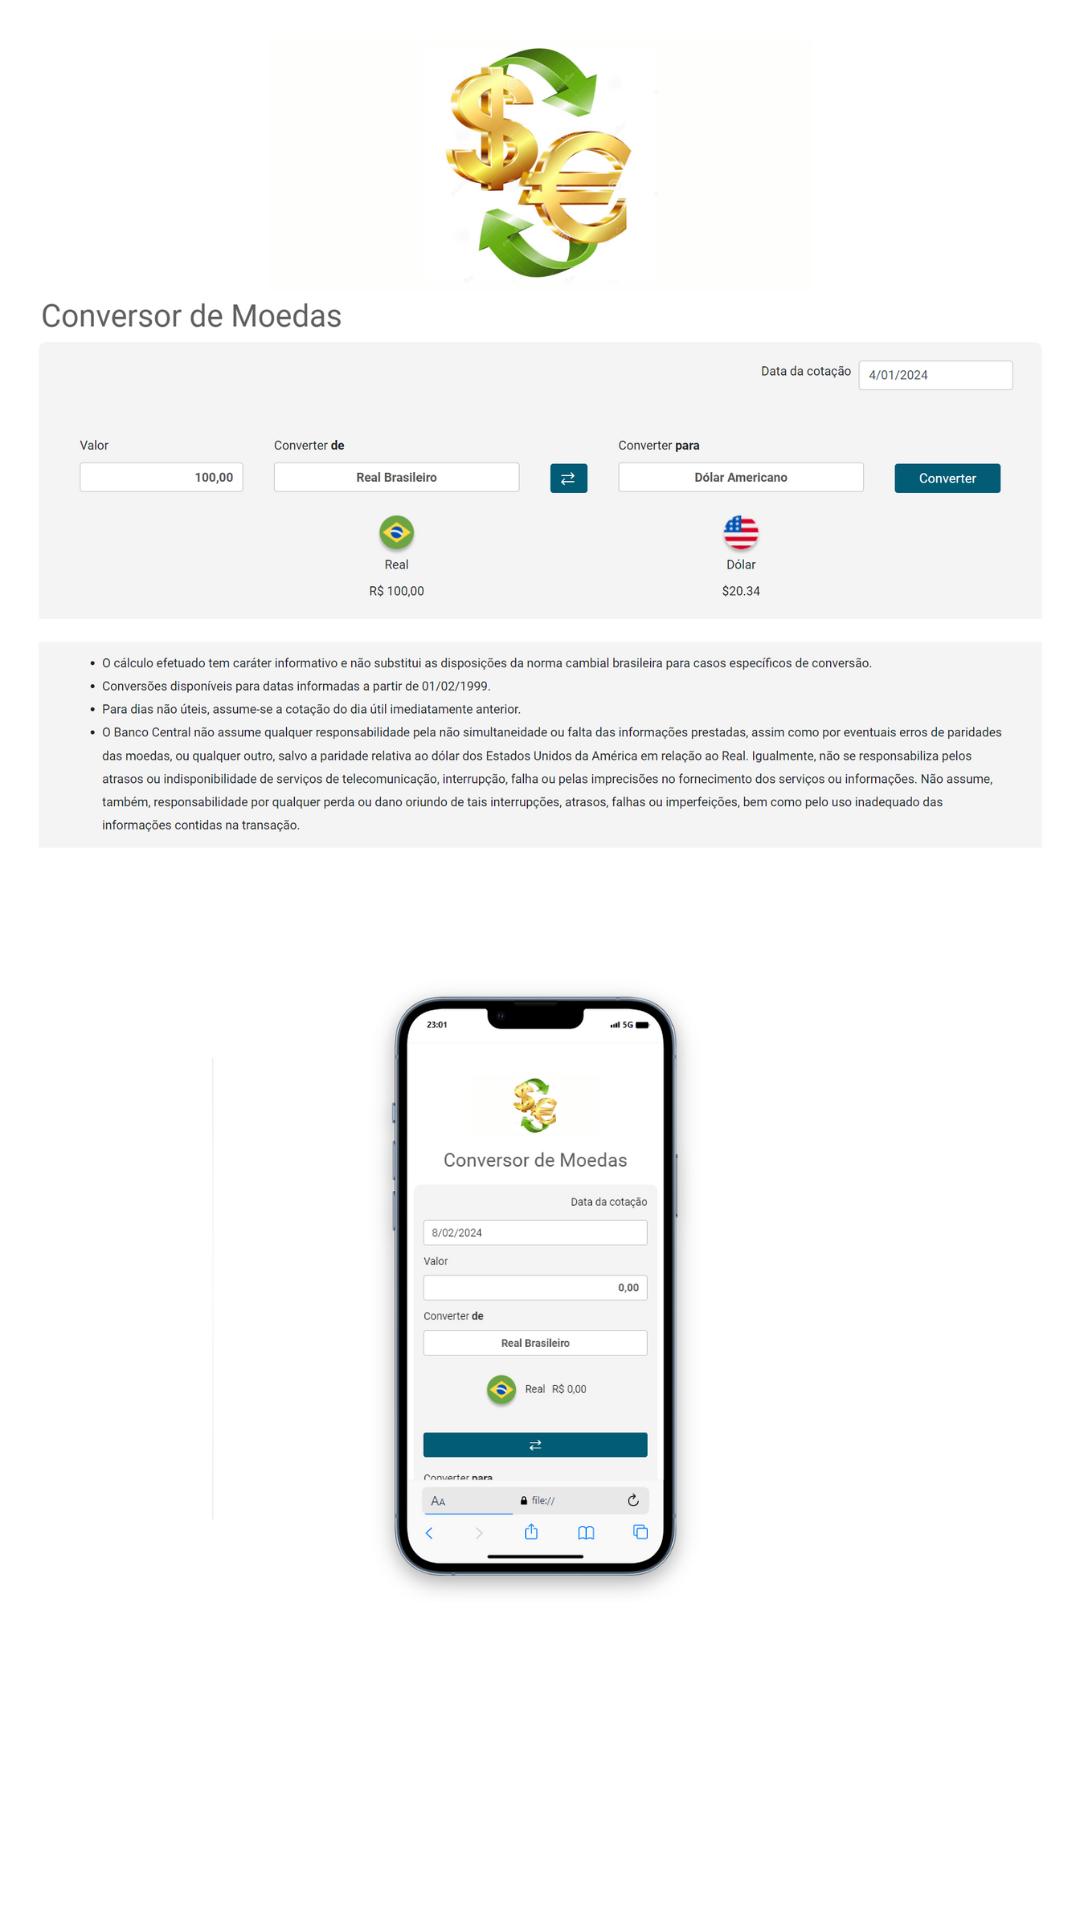 Conversor de Moedas
Data da cotação 4/01/2024
Valor Converter de Converter para
100,00 Real Brasileiro Dólar Americano Converter
Real Dólar
R$ 100,00 $20.34
• O cálculo efetuado tem caráter informativo e não substitui as disposições da norma cambial brasileira para casos específicos de conversão.
• Conversões disponíveis para datas informadas a partir de 01/02/1999.
• Para dias não úteis, assume-se a cotação do dia útil imediatamente anterior.
• O Banco Central não assume qualquer responsabilidade pela não simultaneidade ou falta das informações prestadas, assim como por eventuais erros de paridades
das moedas, ou qualquer outro, salvo a paridade relativa ao dólar dos Estados Unidos da América em relação ao Real. Igualmente, não se responsabiliza pelos
atrasos ou indisponibilidade de serviços de telecomunicação, interrupção, falha ou pelas imprecisões no fornecimento dos serviços ou informações. Não assume,
também, responsabilidade por qualquer perda ou dano oriundo de tais interrupções, atrasos, falhas ou imperfeições, bem como pelo uso inadequado das
informações contidas na transação.
23:01 5G
Conversor de Moedas
Data da cotação
8/02/2024
Valor
0,00
Converter de
Real Brasileiro
Real R$ 0,00
Converter para
AA file://